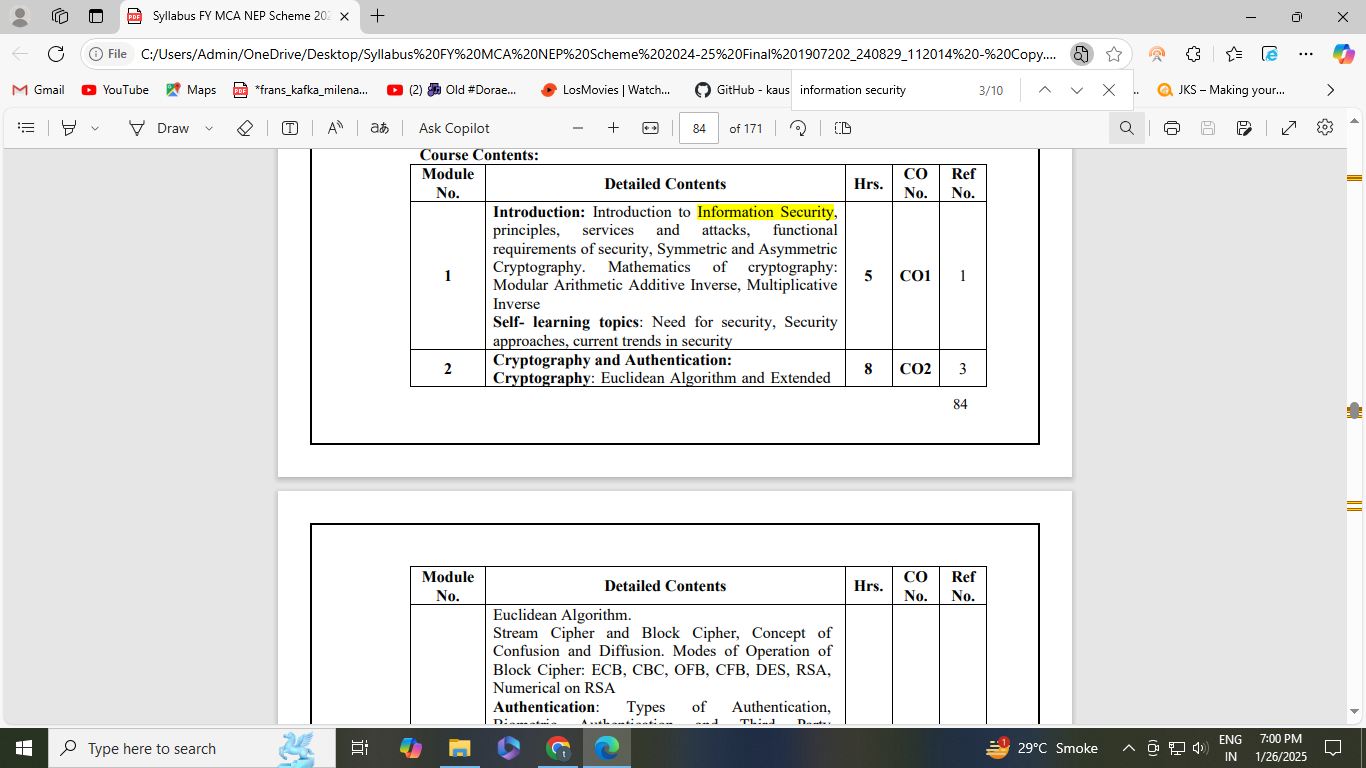 Syllabus FY MCA NEP Scheme 202
File
C:/Users/Admin/OneDrive/Desktop/Syllabus%20FY%20MCA%20NEP%20Scheme%202024-25%20Final%201907202_240829_112014%20-%20Copy....
Gmail YouTube Maps *frans_kafka_milena... (2) Old #Dorae... LosMovies | Watch... GitHub - kaus JKS – Making your...
information security 3/10
Draw Ask Copilot 84 of 171
Course Contents:
Module No. Detailed Contents Hrs. CO No. Ref No.
Introduction: Introduction to Information Security,
principles, services and attacks, functional
requirements of security, Symmetric and Asymmetric
Cryptography. Mathematics of cryptography:
1 Modular Arithmetic Additive Inverse, Multiplicative 5 CO1 1
Inverse
Self- learning topics: Need for security, Security
approaches, current trends in security
2 Cryptography and Authentication: 8 CO2 3
Cryptography: Euclidean Algorithm and Extended
84
Module No. Detailed Contents Hrs. CO No. Ref No.
Euclidean Algorithm.
Stream Cipher and Block Cipher, Concept of
Confusion and Diffusion. Modes of Operation of
Block Cipher: ECB, CBC, OFB, CFB, DES, RSA,
Numerical on RSA
Authentication: Types of Authentication,
Biometric Authentication and Third Party
Type here to search
29°C Smoke
ENG IN
7:00 PM
1/26/2025